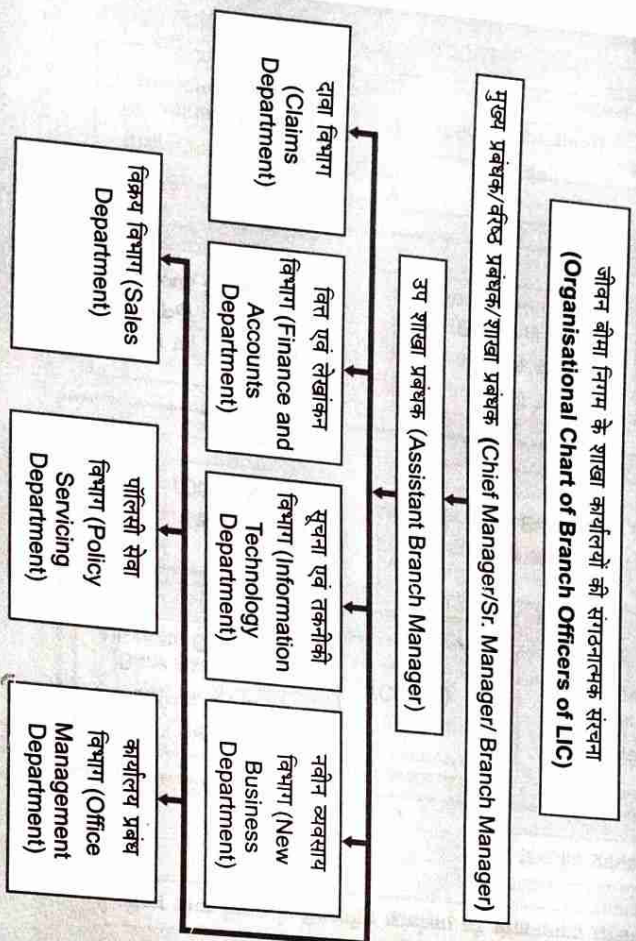 जीवन बीमा निगम के शाखा कार्यालयों की संगठनात्मक संरचना
(Organisational Chart of Branch Officers of LIC)
मुख्य प्रबंधक/वरिष्ठ प्रबंधक/शाखा प्रबंधक (Chief Manager/Sr. Manager/ Branch Manager)
उप शाखा प्रबंधक (Assistant Branch Manager)
दावा विभाग
(Claims
Department)
वित्त एवं लेखांकन
विभाग (Finance and
Accounts
Department)
सूचना एवं तकनीकी
विभाग (Information
Technology
Department)
नवीन व्यवसाय
विभाग (New
Business
Department)
विक्रय विभाग (Sales
Department)
पॉलिसी सेवा
विभाग (Policy
Servicing
Department)
कार्यालय प्रबंध
विभाग (Office
Management
Department)